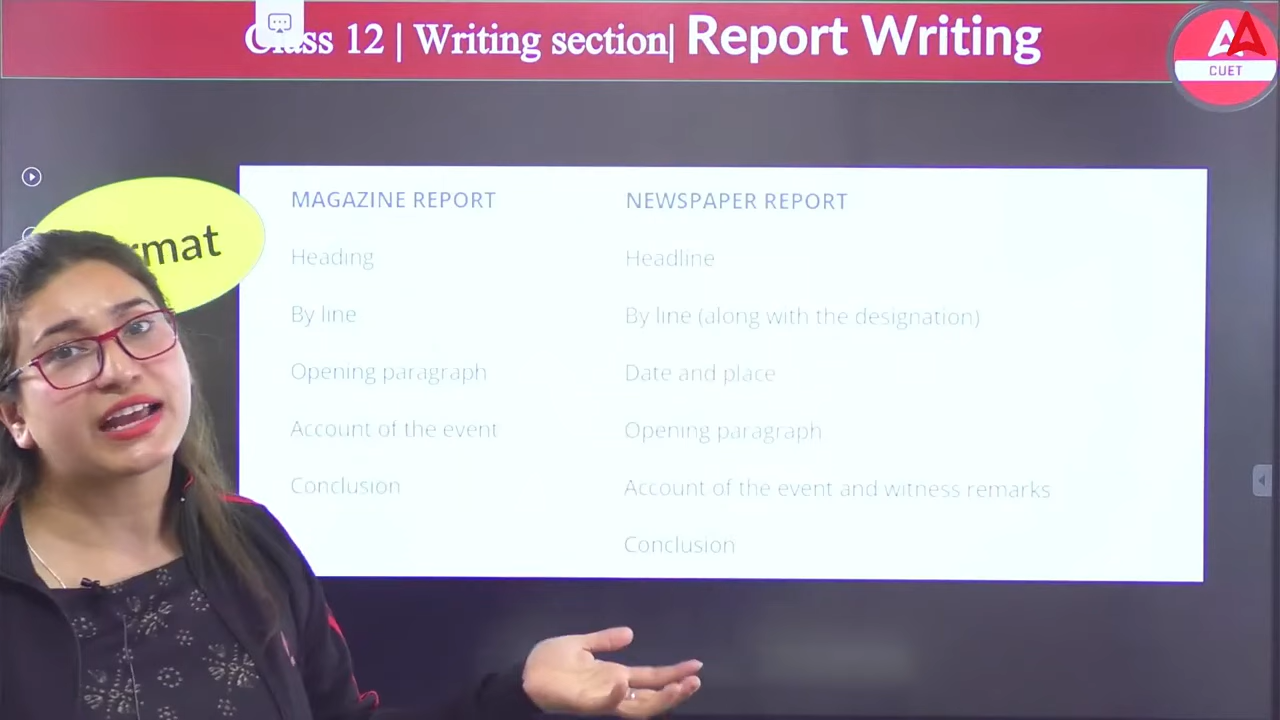 Class 12 | Writing section| Report Writing
CUET
rmat
MAGAZINE REPORT
Heading
By line
Opening paragraph
Account of the event
Conclusion
NEWSPAPER REPORT
Headline
By line (along with the designation)
Date and place
Opening paragraph
Account of the event and witness remarks
Conclusion